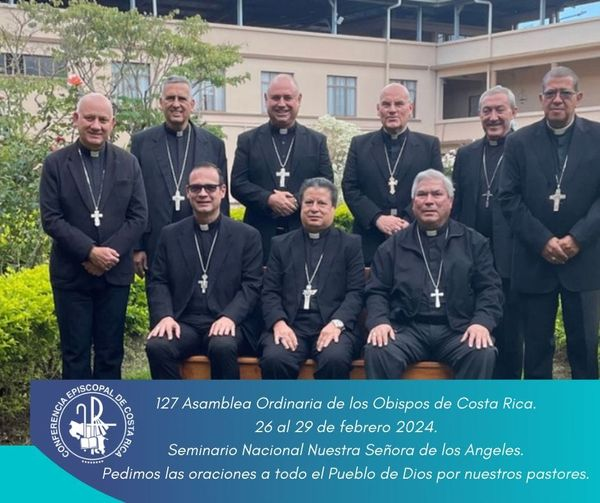 CONFERENCIA EPISCOPAL DE COSTA RICA
127 Asamblea Ordinaria de los Obispos de Costa Rica.
26 al 29 de febrero 2024.
Seminario Nacional Nuestra Señora de los Angeles.
Pedimos las oraciones a todo el Pueblo de Dios por nuestros pastores.